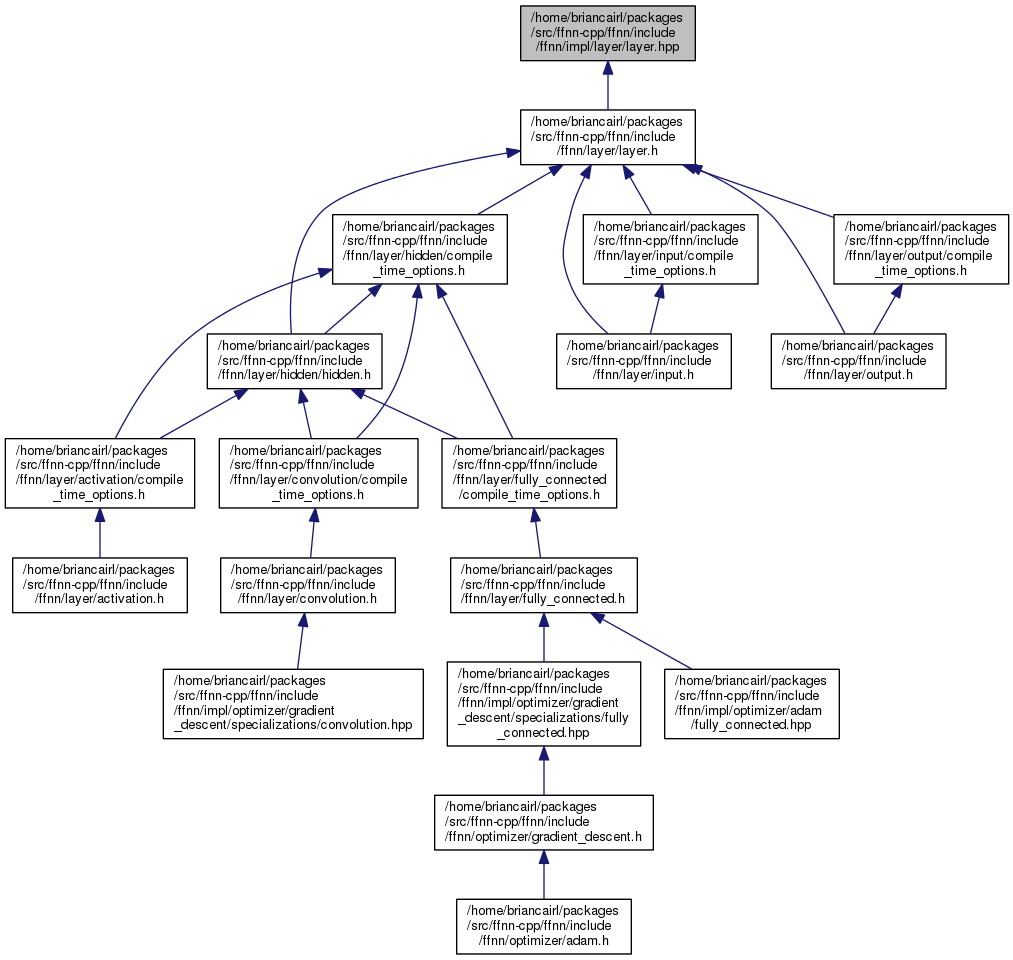 /home/briancairl/packages
/src/ffnn-cpp/ffnn/include
/ffnn/impl/layer/layer.hpp
/home/briancairl/packages
/src/ffnn-cpp/ffnn/include
/ffnn/layer/layer.h
/home/briancairl/packages
/src/ffnn-cpp/ffnn/include
/ffnn/layer/hidden/compile
_time_options.h
/home/briancairl/packages
/src/ffnn-cpp/ffnn/include
/ffnn/layer/input/compile
_time_options.h
/home/briancairl/packages
/src/ffnn-cpp/ffnn/include
/ffnn/layer/output/compile
_time_options.h
/home/briancairl/packages
/src/ffnn-cpp/ffnn/include
/ffnn/layer/hidden/hidden.h
/home/briancairl/packages
/src/ffnn-cpp/ffnn/include
/ffnn/layer/input.h
/home/briancairl/packages
/src/ffnn-cpp/ffnn/include
/ffnn/layer/output.h
/home/briancairl/packages
/src/ffnn-cpp/ffnn/include
/ffnn/layer/activation/compile
_time_options.h
/home/briancairl/packages
/src/ffnn-cpp/ffnn/include
/ffnn/layer/convolution/compile
_time_options.h
/home/briancairl/packages
/src/ffnn-cpp/ffnn/include
/ffnn/layer/fully_connected
/compile_time_options.h
/home/briancairl/packages
/src/ffnn-cpp/ffnn/include
/ffnn/layer/activation.h
/home/briancairl/packages
/src/ffnn-cpp/ffnn/include
/ffnn/layer/convolution.h
/home/briancairl/packages
/src/ffnn-cpp/ffnn/include
/ffnn/layer/fully_connected.h
/home/briancairl/packages
/src/ffnn-cpp/ffnn/include
/ffnn/impl/optimizer/gradient
_descent/specializations/convolution.hpp
/home/briancairl/packages
/src/ffnn-cpp/ffnn/include
/ffnn/impl/optimizer/gradient
_descent/specializations/fully
_connected.hpp
/home/briancairl/packages
/src/ffnn-cpp/ffnn/include
/ffnn/impl/optimizer/adam
/fully_connected.hpp
/home/briancairl/packages
/src/ffnn-cpp/ffnn/include
/ffnn/optimizer/gradient_descent.h
/home/briancairl/packages
/src/ffnn-cpp/ffnn/include
/ffnn/optimizer/adam.h